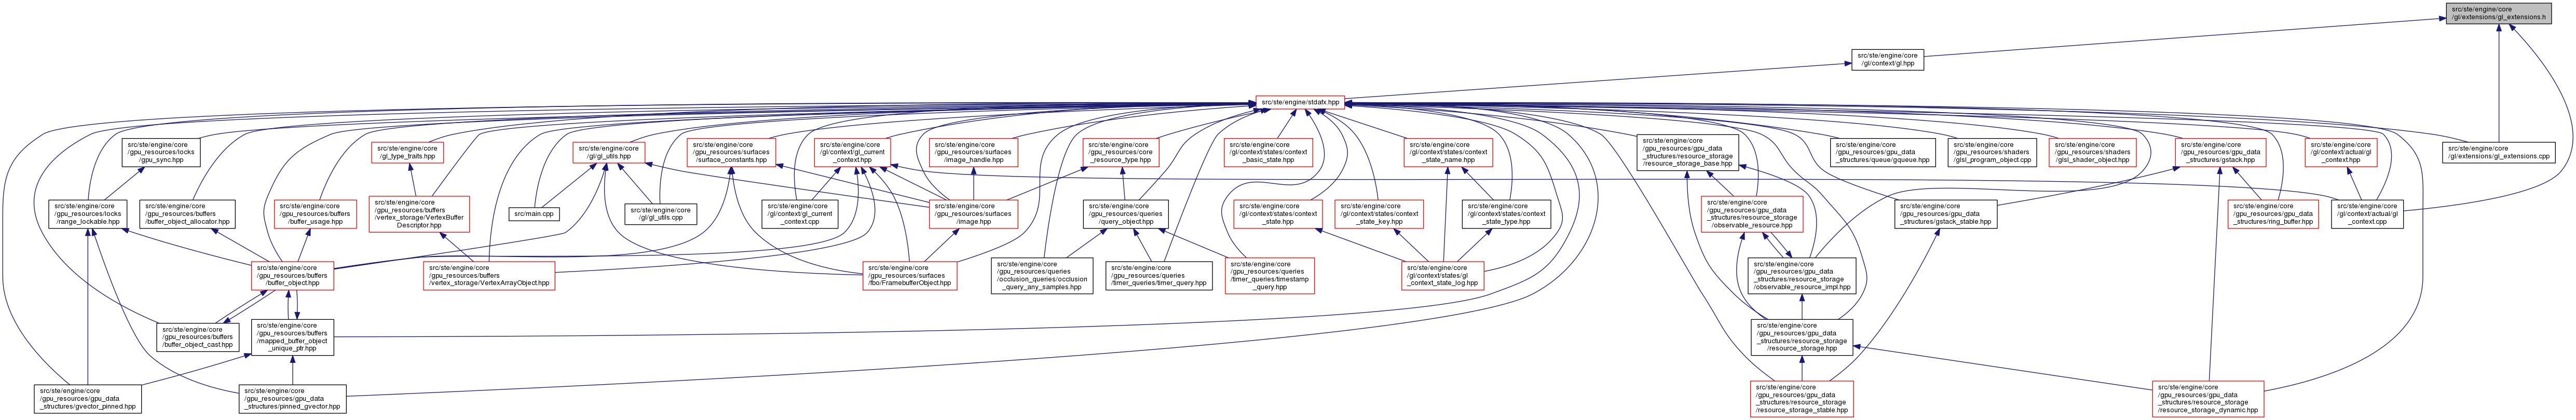 src/ste/engine/core
/gl/extensions/gl_extensions.h
src/ste/engine/core
/gl/context/gl.hpp
src/ste/engine/stdafx.hpp
src/ste/engine/core
/gpu_resources/locks
/gpu_sync.hpp
src/ste/engine/core
/gl_type_traits.hpp
src/ste/engine/core
/gl/gl_utils.hpp
src/ste/engine/core
/gpu_resources/surfaces
/surface_constants.hpp
src/ste/engine/core
/gl/context/gl_current
_context.hpp
src/ste/engine/core
/gpu_resources/surfaces
/image_handle.hpp
src/ste/engine/core
/gpu_resources/core
_resource_type.hpp
src/ste/engine/core
/gl/context/states/context
_basic_state.hpp
src/ste/engine/core
/gl/context/states/context
_state_name.hpp
src/ste/engine/core
/gpu_resources/gpu_data
_structures/resource_storage
/resource_storage_base.hpp
src/ste/engine/core
/gpu_resources/gpu_data
_structures/queue/gqueue.hpp
src/ste/engine/core
/gpu_resources/shaders
/glsl_program_object.cpp
src/ste/engine/core
/gpu_resources/shaders
/glsl_shader_object.hpp
src/ste/engine/core
/gpu_resources/gpu_data
_structures/gstack.hpp
src/ste/engine/core
/gl/context/actual/gl
_context.hpp
src/ste/engine/core
/gl/extensions/gl_extensions.cpp
src/ste/engine/core
/gpu_resources/locks
/range_lockable.hpp
src/ste/engine/core
/gpu_resources/buffers
/buffer_object_allocator.hpp
src/ste/engine/core
/gpu_resources/buffers
/buffer_usage.hpp
src/ste/engine/core
/gpu_resources/buffers
/vertex_storage/VertexBuffer
Descriptor.hpp
src/main.cpp
src/ste/engine/core
/gl/gl_utils.cpp
src/ste/engine/core
/gl/context/gl_current
_context.cpp
src/ste/engine/core
/gpu_resources/surfaces
/image.hpp
src/ste/engine/core
/gpu_resources/queries
/query_object.hpp
src/ste/engine/core
/gl/context/states/context
_state.hpp
src/ste/engine/core
/gl/context/states/context
_state_key.hpp
src/ste/engine/core
/gl/context/states/context
_state_type.hpp
src/ste/engine/core
/gpu_resources/gpu_data
_structures/resource_storage
/observable_resource.hpp
src/ste/engine/core
/gpu_resources/gpu_data
_structures/gstack_stable.hpp
src/ste/engine/core
/gpu_resources/gpu_data
_structures/ring_buffer.hpp
src/ste/engine/core
/gl/context/actual/gl
_context.cpp
src/ste/engine/core
/gpu_resources/buffers
/buffer_object.hpp
src/ste/engine/core
/gpu_resources/buffers
/vertex_storage/VertexArrayObject.hpp
src/ste/engine/core
/gpu_resources/surfaces
/fbo/FramebufferObject.hpp
src/ste/engine/core
/gpu_resources/queries
/occlusion_queries/occlusion
_query_any_samples.hpp
src/ste/engine/core
/gpu_resources/queries
/timer_queries/timer_query.hpp
src/ste/engine/core
/gpu_resources/queries
/timer_queries/timestamp
_query.hpp
src/ste/engine/core
/gl/context/states/gl
_context_state_log.hpp
src/ste/engine/core
/gpu_resources/gpu_data
_structures/resource_storage
/observable_resource_impl.hpp
src/ste/engine/core
/gpu_resources/buffers
/buffer_object_cast.hpp
src/ste/engine/core
/gpu_resources/buffers
/mapped_buffer_object
_unique_ptr.hpp
src/ste/engine/core
/gpu_resources/gpu_data
_structures/resource_storage
/resource_storage.hpp
src/ste/engine/core
/gpu_resources/gpu_data
_structures/gvector_pinned.hpp
src/ste/engine/core
/gpu_resources/gpu_data
_structures/pinned_gvector.hpp
src/ste/engine/core
/gpu_resources/gpu_data
_structures/resource_storage
/resource_storage_stable.hpp
src/ste/engine/core
/gpu_resources/gpu_data
_structures/resource_storage
/resource_storage_dynamic.hpp